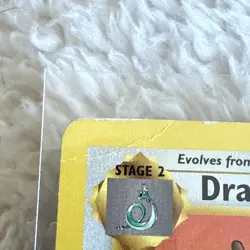 STAGE 2
Evolves from
Dra